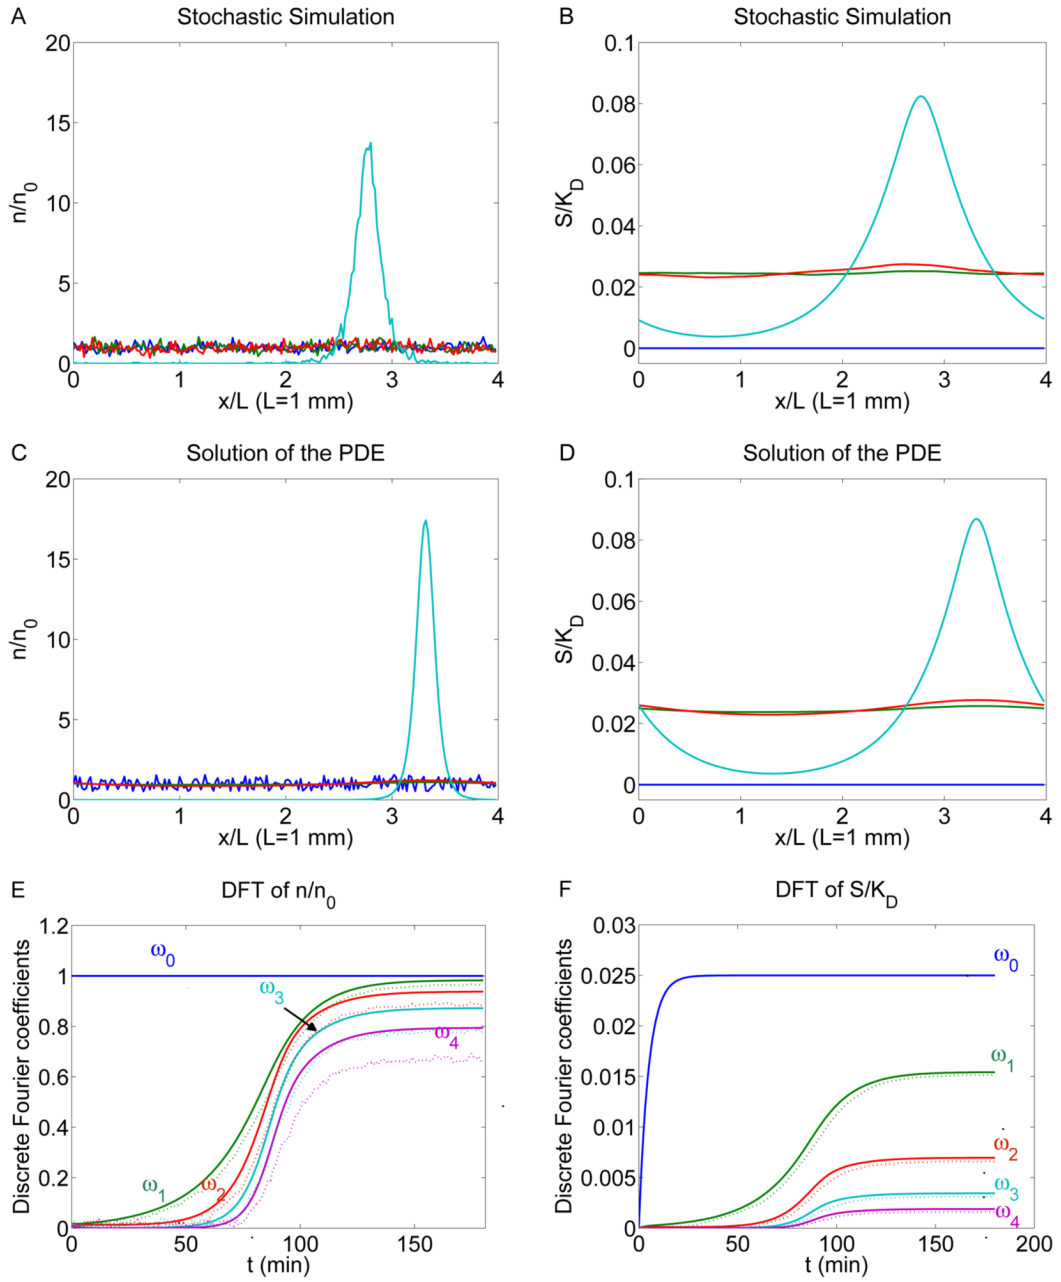 A
Stochastic Simulation
20
15
10
5
0
n/n0
0 1 2 3 4
x/L (L=1 mm)
B
Stochastic Simulation
0.1
0.08
0.06
0.04
0.02
0
S/KD
0 1 2 3 4
x/L (L=1 mm)
C
Solution of the PDE
20
15
10
5
0
n/n0
0 1 2 3 4
x/L (L=1 mm)
D
Solution of the PDE
0.1
0.08
0.06
0.04
0.02
0
S/KD
0 1 2 3 4
x/L (L=1 mm)
E
DFT of n/n0
1.2
1
0.8
0.6
0.4
0.2
0
Discrete Fourier coefficients
ω0
ω3
ω4
ω1
ω2
0 50 100 150
t (min)
F
DFT of S/KD
0.03
0.025
0.02
0.015
0.01
0.005
0
Discrete Fourier coefficients
ω0
ω1
ω2
ω3
ω4
0 50 100 150 200
t (min)